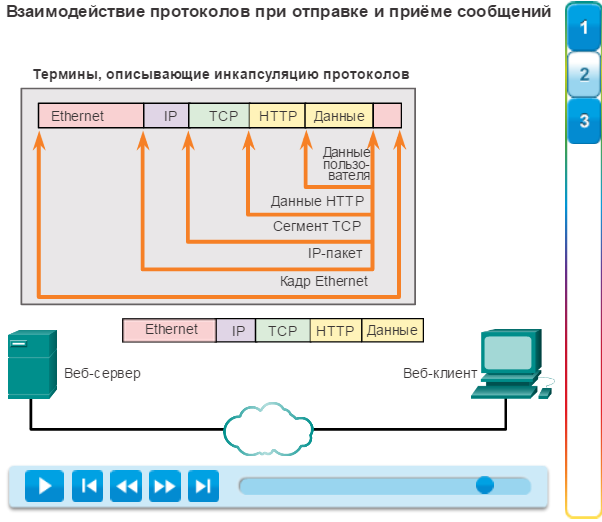 Взаимодействие протоколов при отправке и приёме сообщений
1
2
3
Термины, описывающие инкапсуляцию протоколов
Ethernet IP TCP HTTP Данные
Данные
пользо-
вателя
Данные HTTP
Сегмент TCP
IP-пакет
Кадр Ethernet
Ethernet IP TCP HTTP Данные
Веб-сервер
Веб-клиент